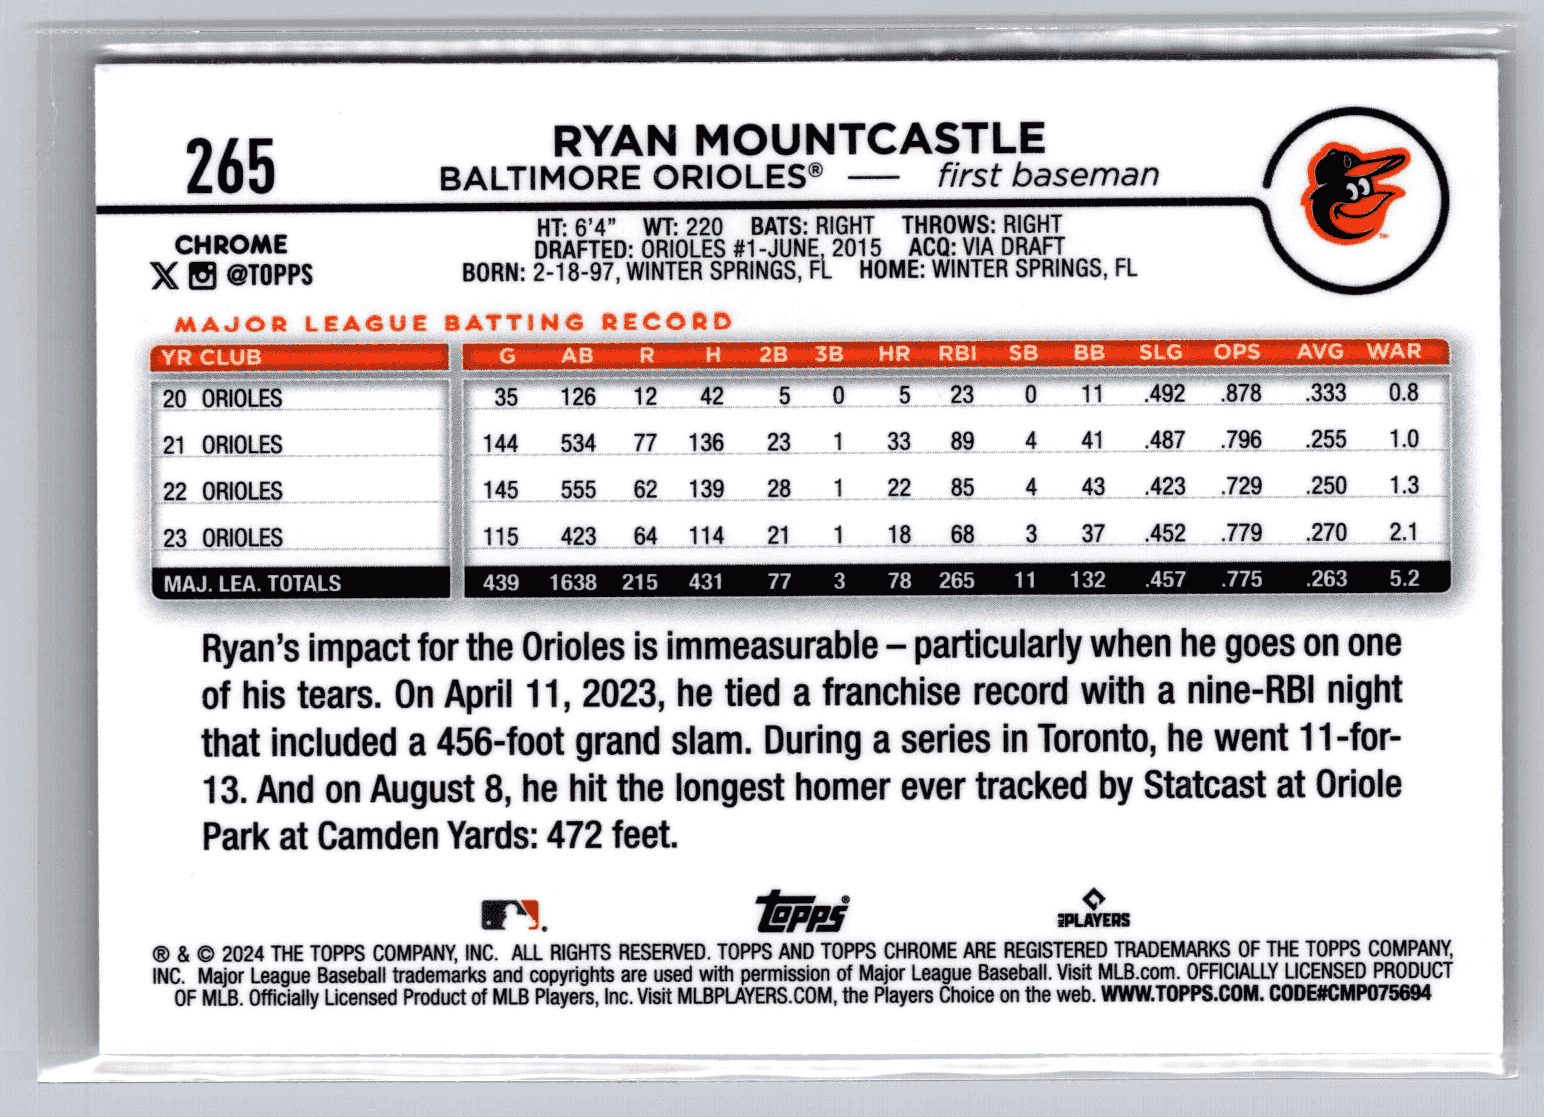 265
RYAN MOUNTCASTLE
BALTIMORE ORIOLES® — first baseman
CHROME
X @TOPPS
HT: 6'4" WT: 220 BATS: RIGHT THROWS: RIGHT
DRAFTED: ORIOLES #1-JUNE, 2015 ACQ: VIA DRAFT
BORN: 2-18-97, WINTER SPRINGS, FL HOME: WINTER SPRINGS, FL
MAJOR LEAGUE BATTING RECORD
YR CLUB G AB R H 2B 3B HR RBI SB BB SLG OPS AVG WAR
20 ORIOLES 35 126 12 42 5 0 5 23 0 11 .492 .878 .333 0.8
21 ORIOLES 144 534 77 136 23 1 33 89 4 41 .487 .796 .255 1.0
22 ORIOLES 145 555 62 139 28 1 22 85 4 43 .423 .729 .250 1.3
23 ORIOLES 115 423 64 114 21 1 18 68 3 37 .452 .779 .270 2.1
MAJ. LEA. TOTALS 439 1638 215 431 77 3 78 265 11 132 .457 .775 .263 5.2
Ryan's impact for the Orioles is immeasurable – particularly when he goes on one
of his tears. On April 11, 2023, he tied a franchise record with a nine-RBI night
that included a 456-foot grand slam. During a series in Toronto, he went 11-for-
13. And on August 8, he hit the longest homer ever tracked by Statcast at Oriole
Park at Camden Yards: 472 feet.
Topps®
MLB PLAYERS
® & © 2024 THE TOPPS COMPANY, INC. ALL RIGHTS RESERVED. TOPPS AND TOPPS CHROME ARE REGISTERED TRADEMARKS OF THE TOPPS COMPANY,
INC. Major League Baseball trademarks and copyrights are used with permission of Major League Baseball. Visit MLB.com. OFFICIALLY LICENSED PRODUCT
OF MLB. Officially Licensed Product of MLB Players, Inc. Visit MLBPLAYERS.COM, the Players Choice on the web. WWW.TOPPS.COM. CODE#CMP075694